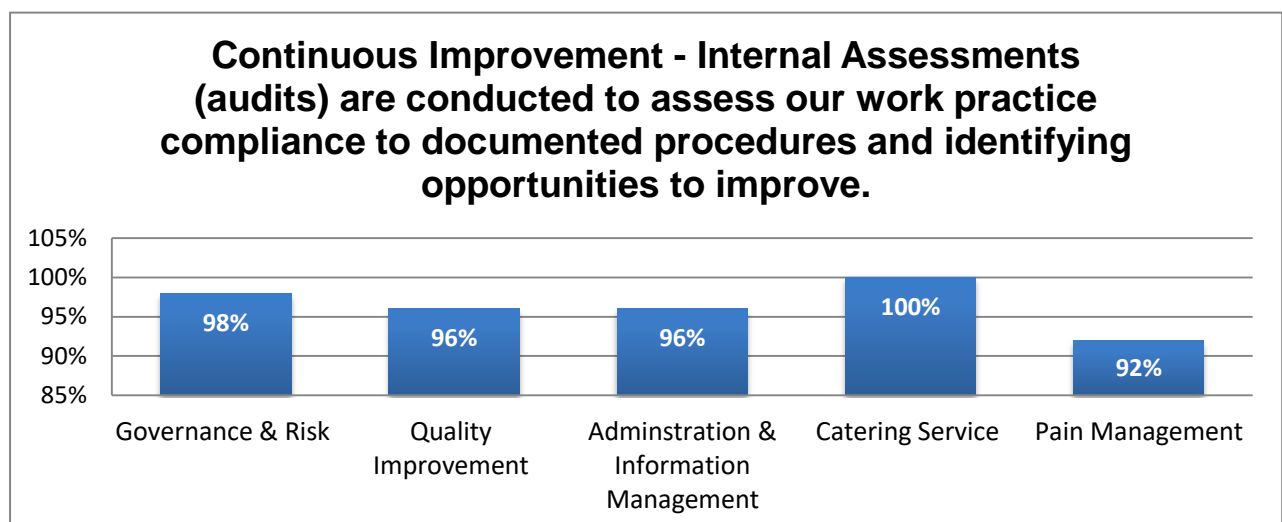 Continuous Improvement - Internal Assessments
(audits) are conducted to assess our work practice
compliance to documented procedures and identifying
opportunities to improve.
105%
100%
95%
90%
85%
98%
96%
96%
100%
92%
Governance & Risk
Quality
Improvement
Adminstration &
Information
Management
Catering Service
Pain Management